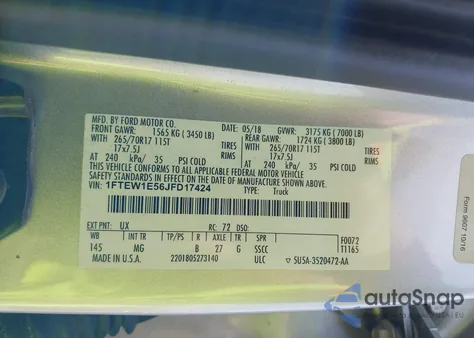 MFD. BY FORD MOTOR CO.
DATE: 05/18 GVWR: 3175 KG (7000 LB)
FRONT GAWR: 1565 KG (3450 LB) REAR GAWR: 1724 KG (3800 LB)
WITH 265/70R17 115T TIRES WITH 265/70R17 115T TIRES
17x7.5J RIMS 17x7.5J RIMS
AT 240 kPa/ 35 PSI COLD AT 240 kPa/ 35 PSI COLD
THIS VEHICLE CONFORMS TO ALL APPLICABLE FEDERAL MOTOR VEHICLE
SAFETY STANDARDS IN EFFECT ON THE DATE OF MANUFACTURE SHOWN ABOVE.
VIN: 1FTEW1E56JFD17424
TYPE: Truck
EXT PNT: UX RC: 72 DSO:
WB INT TR TP/PS R AXLE TR SPR F0072
145 MG B 27 G SSCC T1165
MADE IN U.S.A. 2201805273140 ULC 5U5A-3520472-AA
Form 9607 10/16
autoSnap